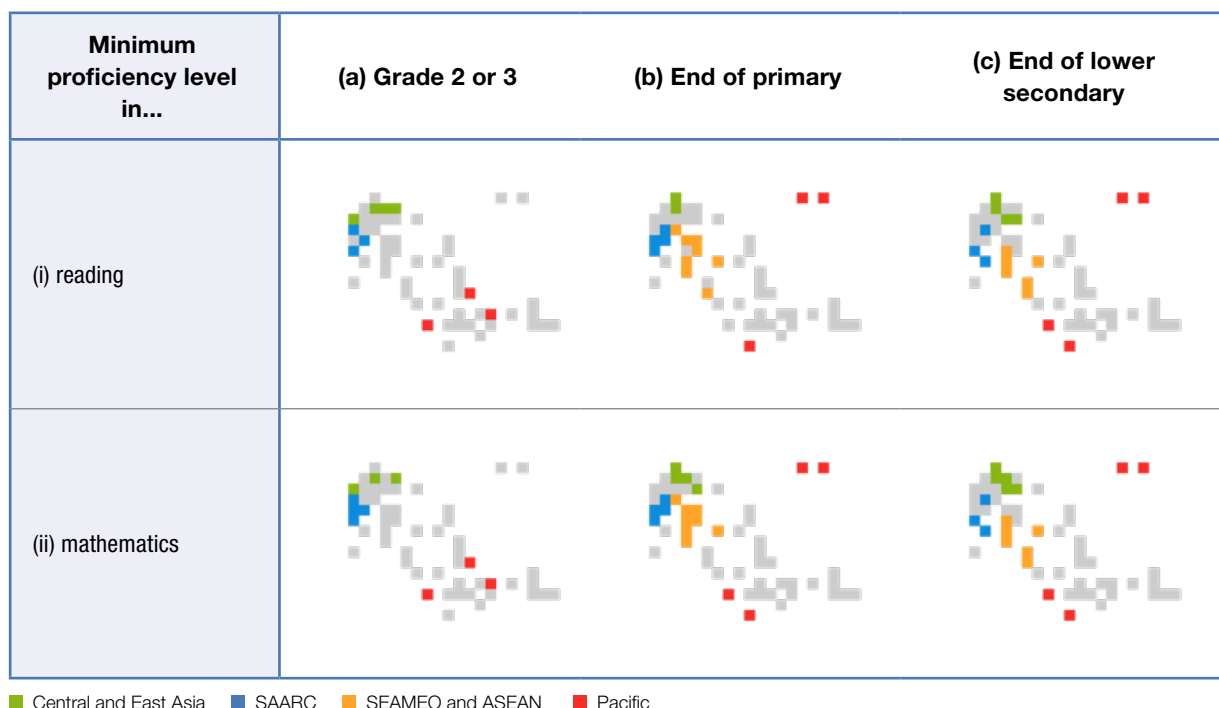 Minimum
proficiency level
in...
(a) Grade 2 or 3
(b) End of primary
(c) End of lower
secondary
(i) reading
(ii) mathematics
Central and East Asia
SAARC
SEAMEO and ASEAN
Pacific